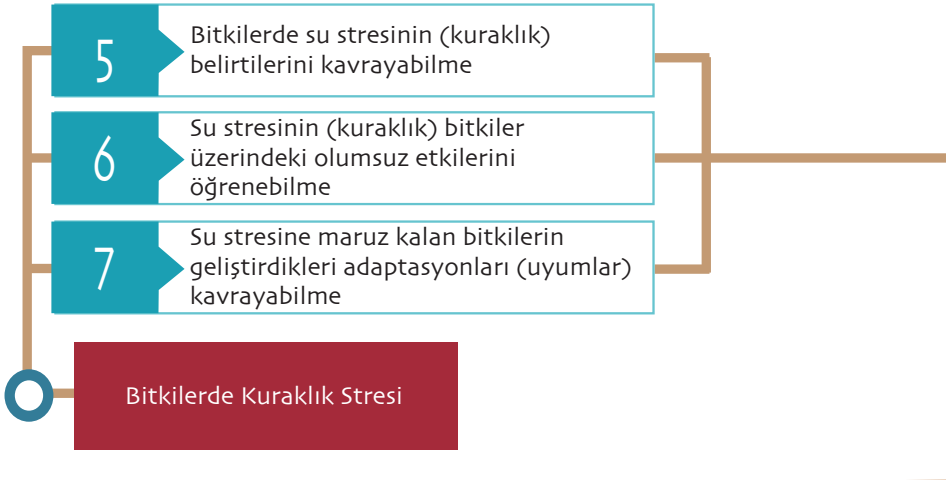 5
Bitkilerde su stresinin (kuraklık)
belirtilerini kavrayabilme
6
Su stresinin (kuraklık) bitkiler
üzerindeki olumsuz etkilerini
öğrenebilme
7
Su stresine maruz kalan bitkilerin
geliştirdikleri adaptasyonları (uyumlar)
kavrayabilme
Bitkilerde Kuraklık Stresi